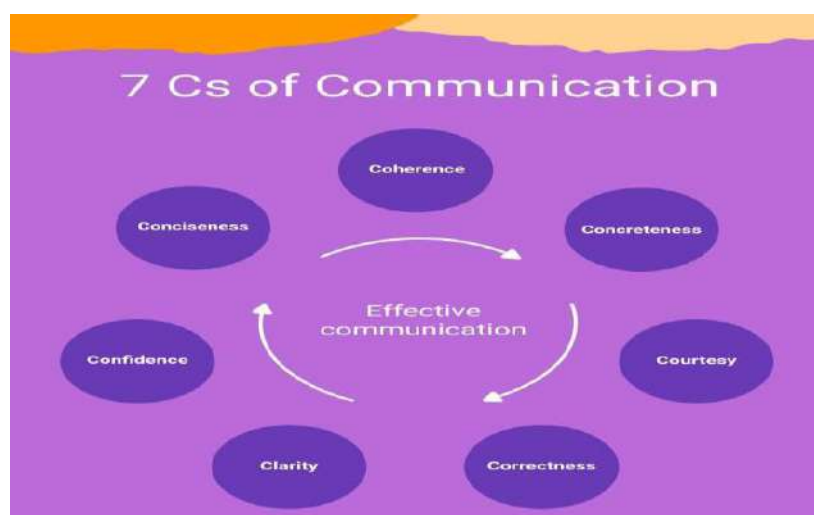 7 Cs of Communication
Coherence
Conciseness
Concreteness
Effective
communication
Confidence
Courtesy
Clarity
Correctness